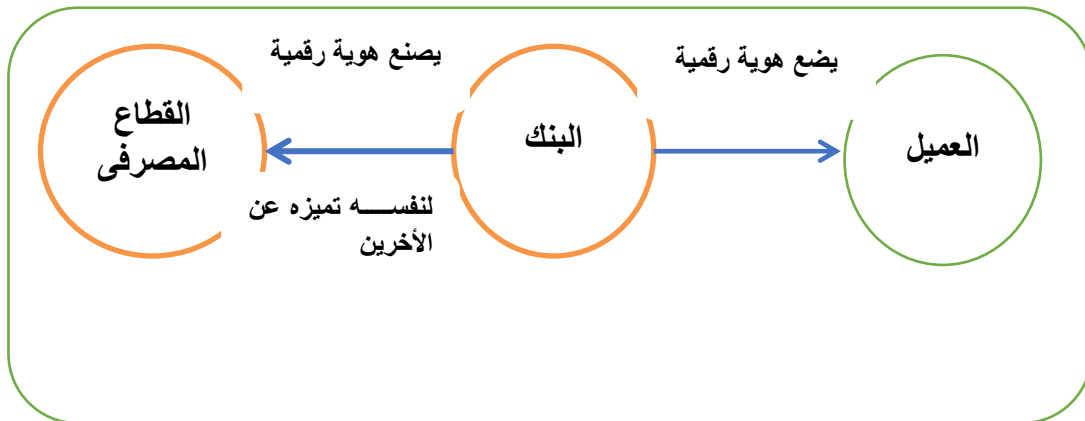 يضع هوية رقمية
يصنع هوية رقمية
العميل
البنك
القطاع
المصرفى
لنفســـــه تميزه عن
الأخرين